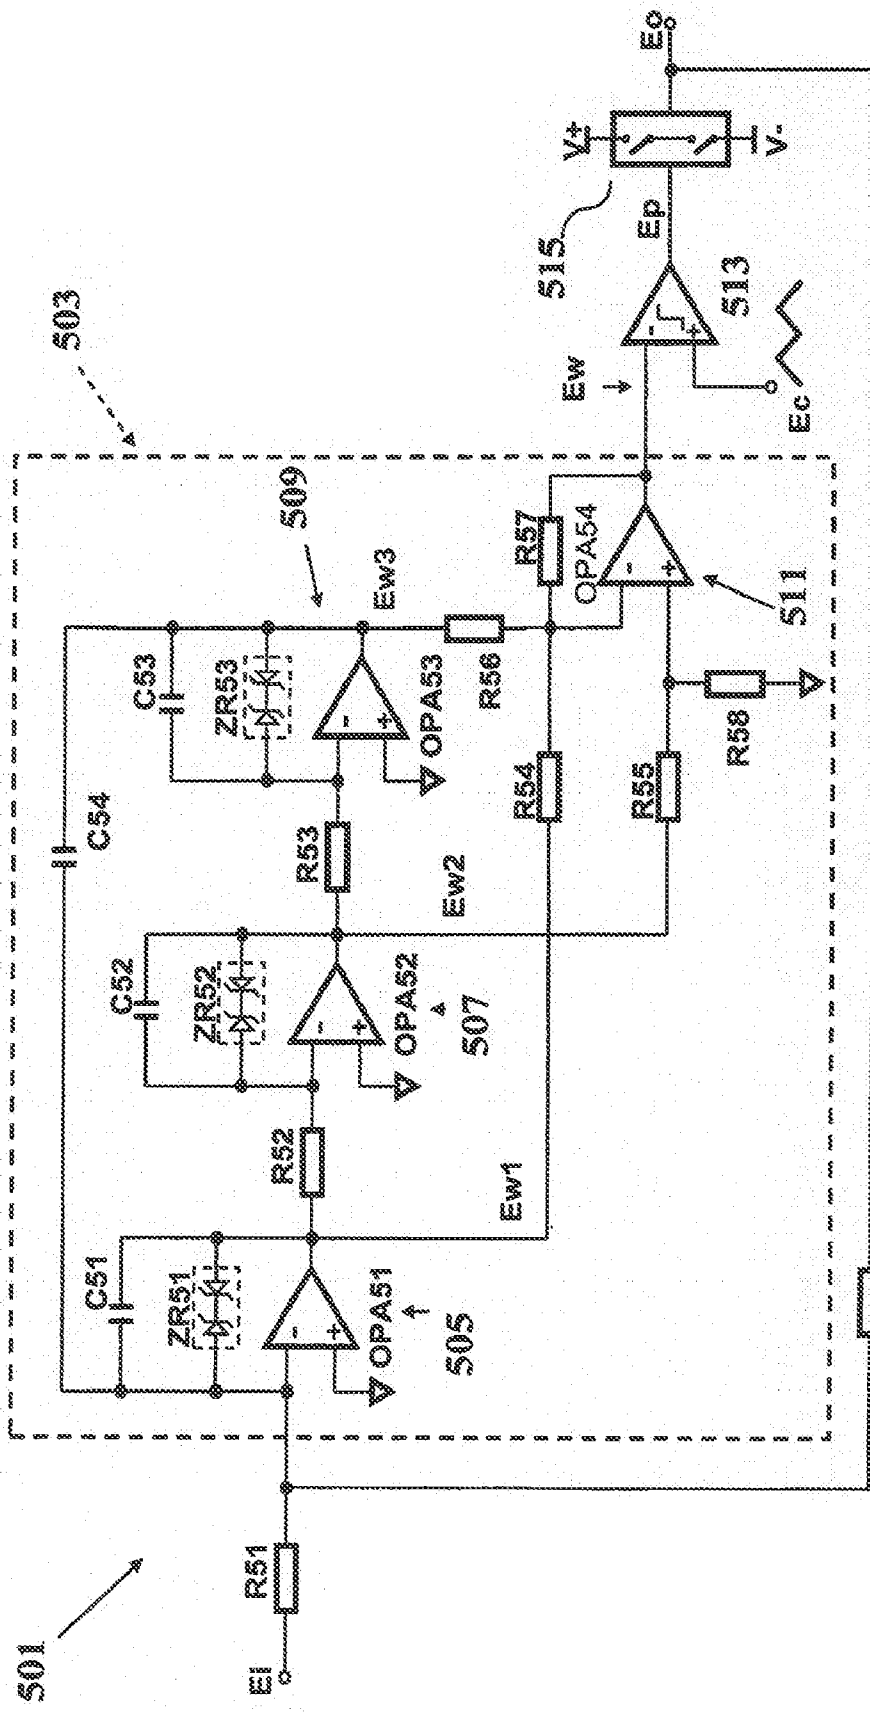 501
503
C54
C51
ZR51
OPA51
505
R51
Ei
R52
Ew1
C52
ZR52
OPA52
507
R53
Ew2
C53
ZR53
OPA53
509
Ew3
R56
R54
R55
R57
OPA54
R58
511
Ew
Ec
513
Ep
515
V+
V-
Eo
- +
- +
- +
- +
- +